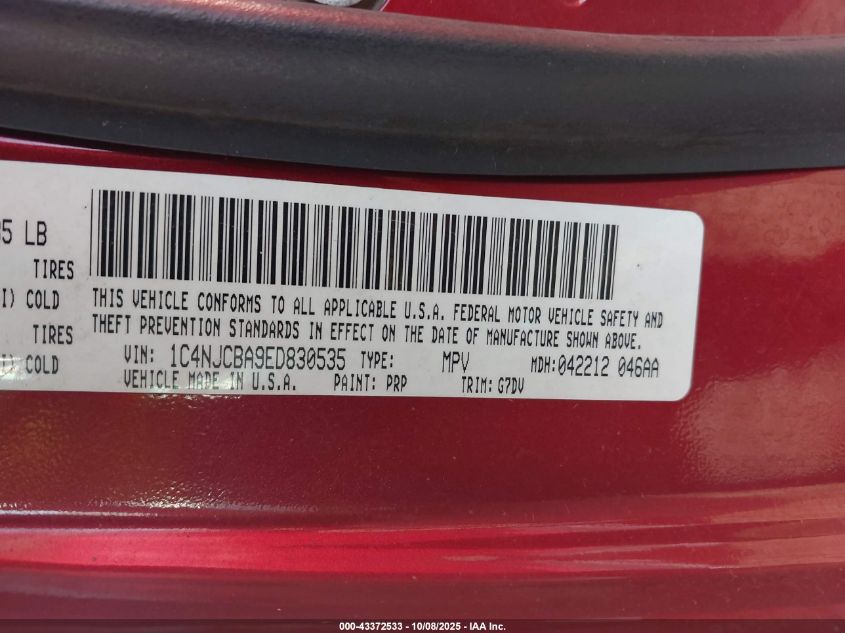 05 LB
TIRES
I) COLD
TIRES
I) COLD
THIS VEHICLE CONFORMS TO ALL APPLICABLE U.S.A. FEDERAL MOTOR VEHICLE SAFETY AND
THEFT PREVENTION STANDARDS IN EFFECT ON THE DATE OF MANUFACTURE SHOWN ABOVE.
VIN: 1C4NJCBA9ED830535 TYPE: MPV MDH:042212 046AA
VEHICLE MADE IN U.S.A. PAINT: PRP TRIM: G7DV
000-43372533 - 10/08/2025 - IAA Inc.